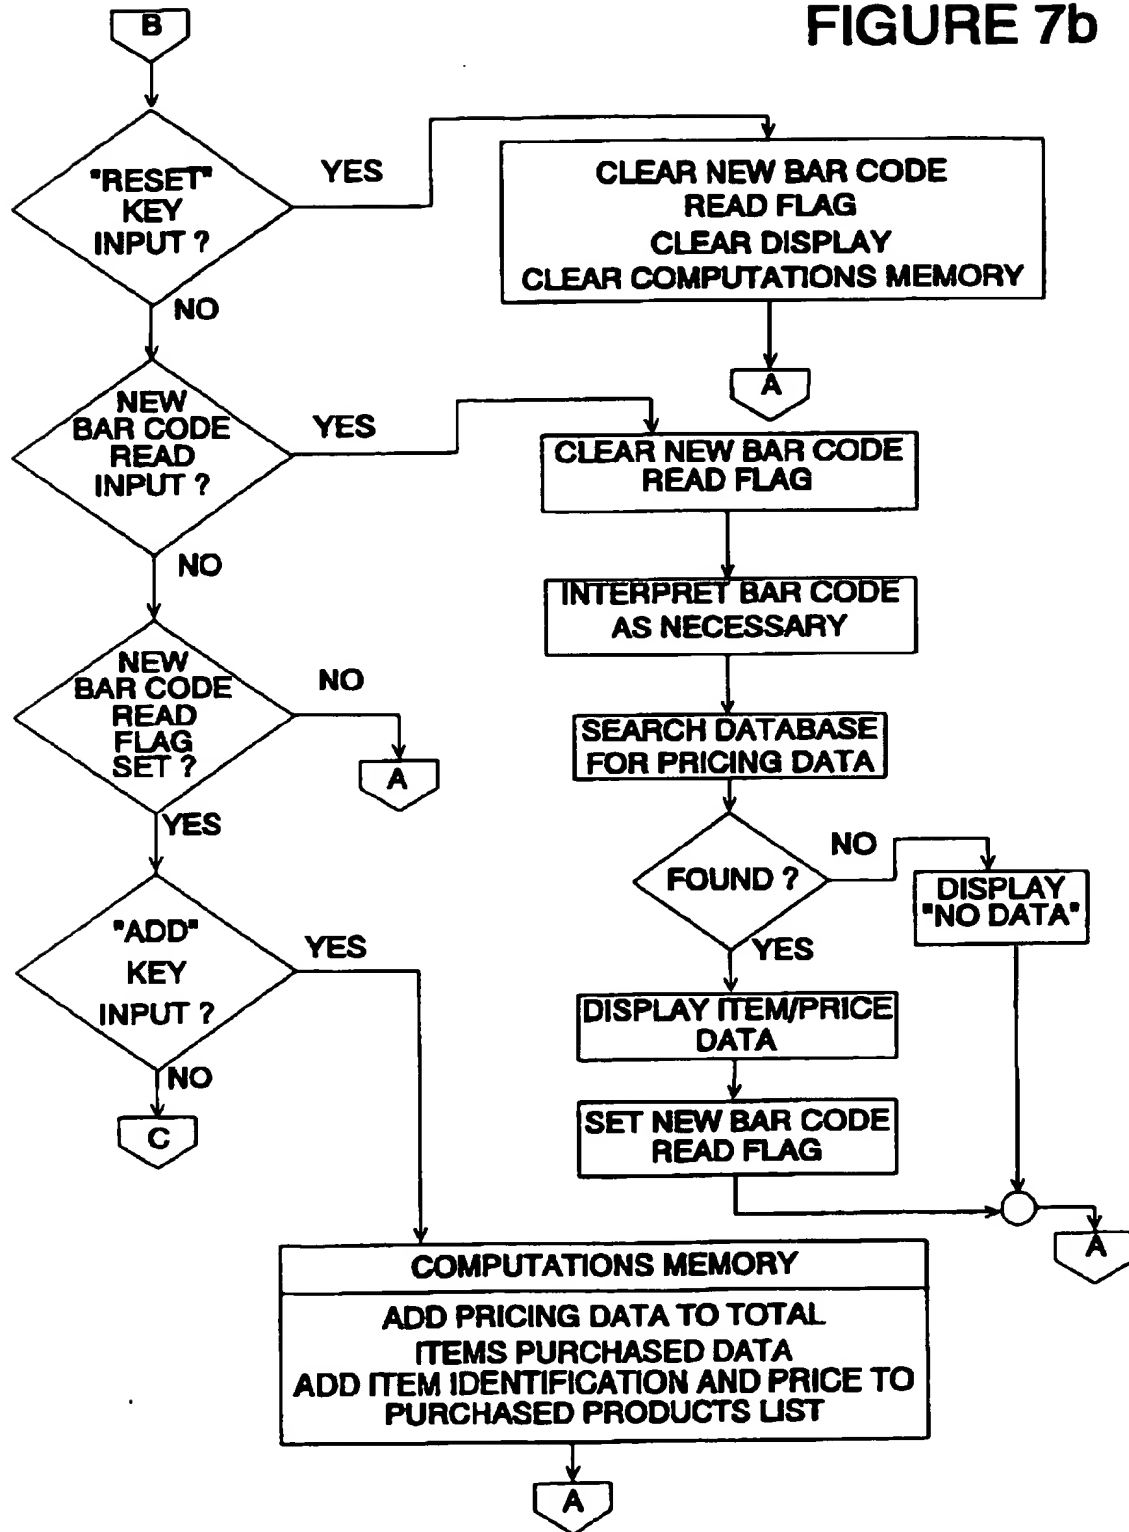 FIGURE 7b
B
"RESET"
KEY
INPUT ?
YES
NO
CLEAR NEW BAR CODE
READ FLAG
CLEAR DISPLAY
CLEAR COMPUTATIONS MEMORY
A
NEW
BAR CODE
READ
INPUT ?
YES
NO
CLEAR NEW BAR CODE
READ FLAG
INTERPRET BAR CODE
AS NECESSARY
SEARCH DATABASE
FOR PRICING DATA
FOUND ?
NO
DISPLAY
"NO DATA"
YES
DISPLAY ITEM/PRICE
DATA
SET NEW BAR CODE
READ FLAG
A
NEW
BAR CODE
READ
FLAG
SET ?
NO
A
YES
"ADD"
KEY
INPUT ?
YES
NO
C
COMPUTATIONS MEMORY
ADD PRICING DATA TO TOTAL
ITEMS PURCHASED DATA
ADD ITEM IDENTIFICATION AND PRICE TO
PURCHASED PRODUCTS LIST
A